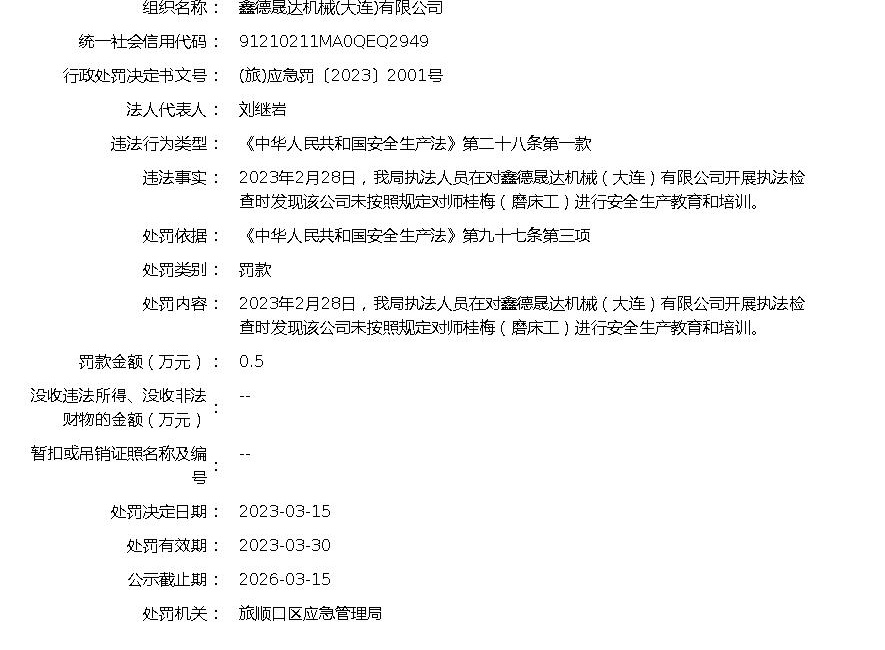 组织名称： 鑫德晟达机械(大连)有限公司
统一社会信用代码： 91210211MA0QEQ2949
行政处罚决定书文号： (旅)应急罚〔2023〕2001号
法人代表人： 刘继岩
违法行为类型： 《中华人民共和国安全生产法》第二十八条第一款
违法事实： 2023年2月28日，我局执法人员在对鑫德晟达机械（大连）有限公司开展执法检
查时发现该公司未按照规定对师桂梅（磨床工）进行安全生产教育和培训。
处罚依据： 《中华人民共和国安全生产法》第九十七条第三项
处罚类别： 罚款
处罚内容： 2023年2月28日，我局执法人员在对鑫德晟达机械（大连）有限公司开展执法检
查时发现该公司未按照规定对师桂梅（磨床工）进行安全生产教育和培训。
罚款金额（万元）： 0.5
没收违法所得、没收非法
财物的金额（万元）： --
暂扣或吊销证照名称及编
号： --
处罚决定日期： 2023-03-15
处罚有效期： 2023-03-30
公示截止期： 2026-03-15
处罚机关： 旅顺口区应急管理局